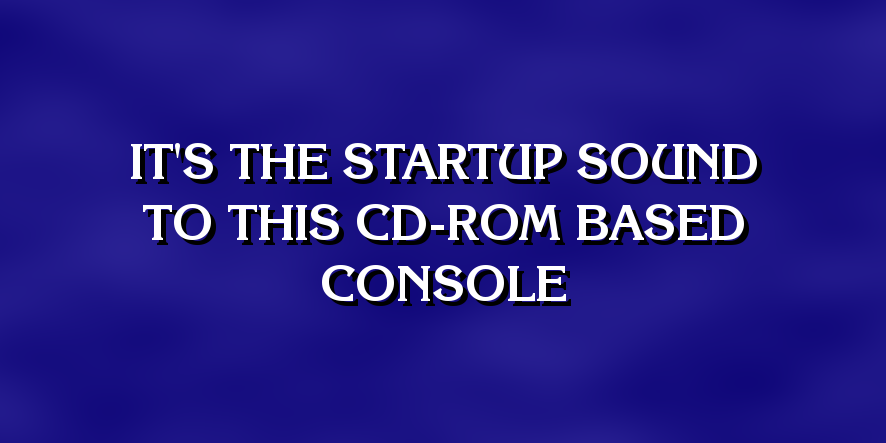 IT'S THE STARTUP SOUND
TO THIS CD-ROM BASED
CONSOLE